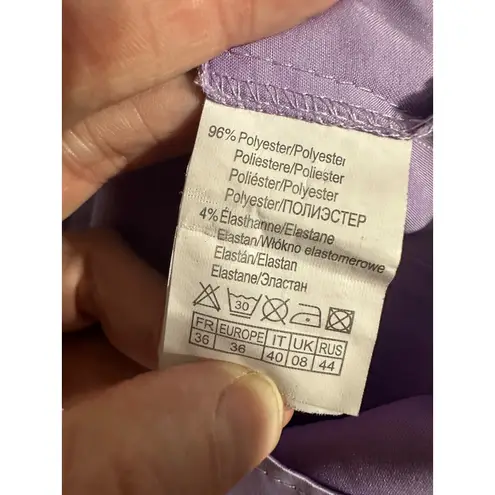 96% Polyester/Polyester
Poliestere/Poliester
Poliéster/Polyester
Polyester/ПОЛИЭСТЕР
4% Élasthanne/Elastane
Elastan/Włókno elastomerowe
Elastán/Elastan
Elastane/Эластан
30
FR EUROPE IT UK RUS
36 36 40 08 44